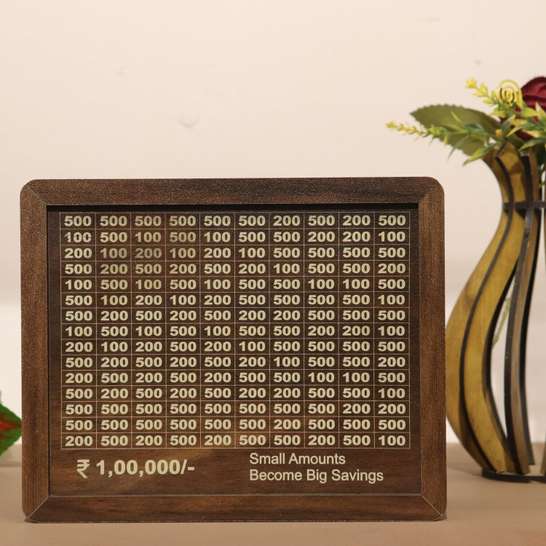 500 500 500 500 500 500 200 500 200 500
100 500 100 500 100 500 500 200 200 100
200 100 200 100 200 100 500 500 500 500
500 200 500 200 500 200 100 500 500 200
100 500 100 500 100 500 500 100 100 500
500 100 200 100 200 500 500 500 500 100
200 500 200 500 500 200 500 200 500 200
100 500 100 500 100 500 100 500 200 100
200 100 200 200 200 100 500 500 500 500
500 200 500 200 500 200 100 500 500 200
200 500 200 500 200 500 500 100 100 500
500 500 200 500 200 500 500 500 500 100
500 500 500 500 500 500 500 500 200 200
500 500 500 500 500 500 500 500 500 200
200 500 200 500 200 500 500 200 500 100
₹ 1,00,000/-
Small Amounts
Become Big Savings